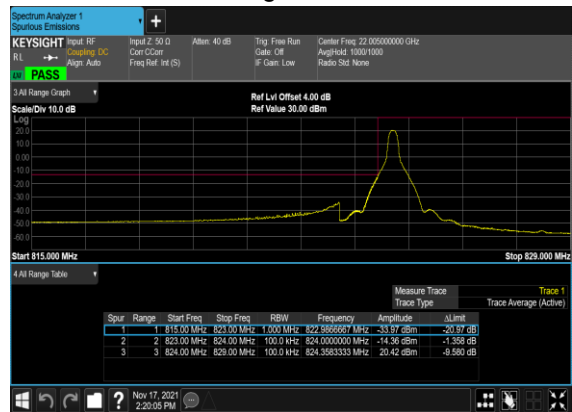 Spectrum Analyzer 1
Spurious Emissions
KEYSIGHT Input: RF Input Z: 50 Ω Atten: 40 dB Trig: Free Run Center Freq: 22.005000000 GHz
RL Coupling: DC Corr CCorr Gate: Off Avg|Hold: 1000/1000
Align: Auto Freq Ref: Int (S) IF Gain: Low Radio Std: None
LW PASS
3 All Range Graph
Ref Lvl Offset 4.00 dB
Scale/Div 10.0 dB Ref Value 30.00 dBm
Log
20.0
10.0
0.00
-10.0
-20.0
-30.0
-40.0
-50.0
-60.0
Start 815.000 MHz Stop 829.000 MHz
4 All Range Table
Measure Trace Trace 1
Trace Type Trace Average (Active)
Spur Range Start Freq Stop Freq RBW Frequency Amplitude ΔLimit
1 1 815.00 MHz 823.00 MHz 1.000 MHz 822.9866667 MHz -33.97 dBm -20.97 dB
2 2 823.00 MHz 824.00 MHz 100.0 kHz 824.0000000 MHz -14.36 dBm -1.358 dB
3 3 824.00 MHz 829.00 MHz 100.0 kHz 824.3583333 MHz 20.42 dBm -9.580 dB
Nov 17, 2021
2:20:05 PM